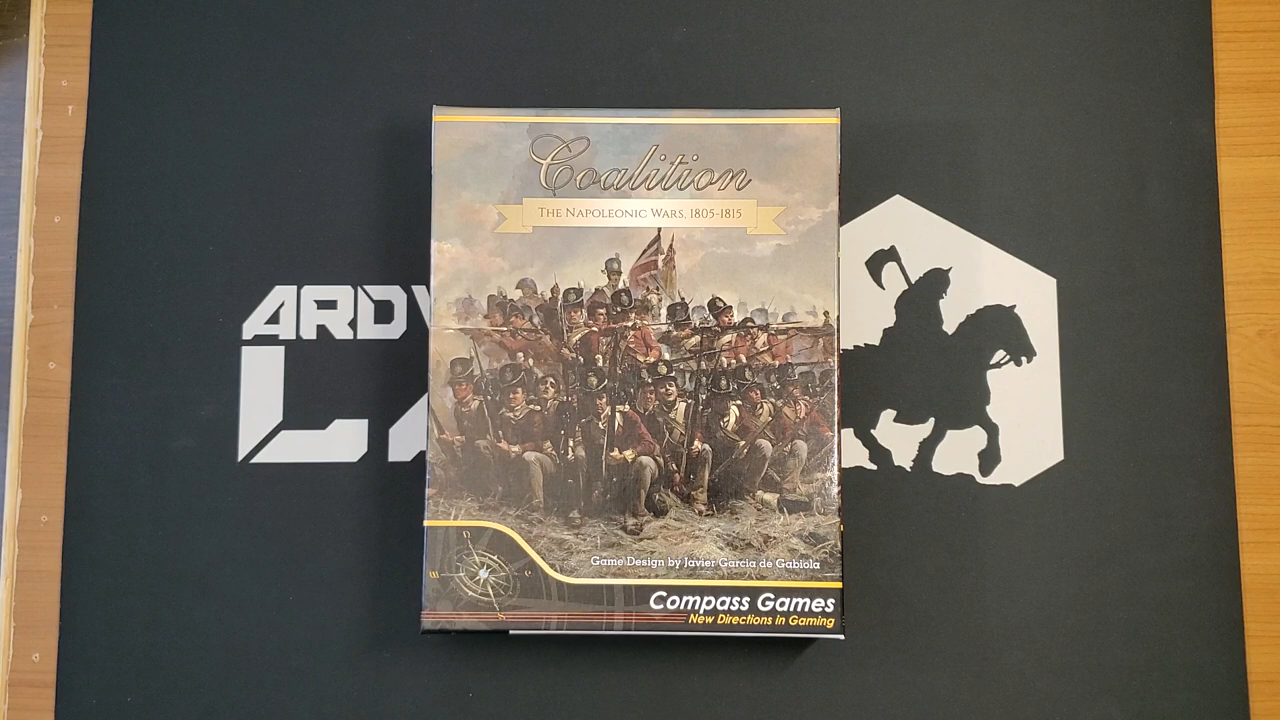 Coalition
The Napoleonic Wars, 1805-1815
ARDW
Game Design by Javier Garcia de Gabiola
Compass Games
New Directions in Gaming